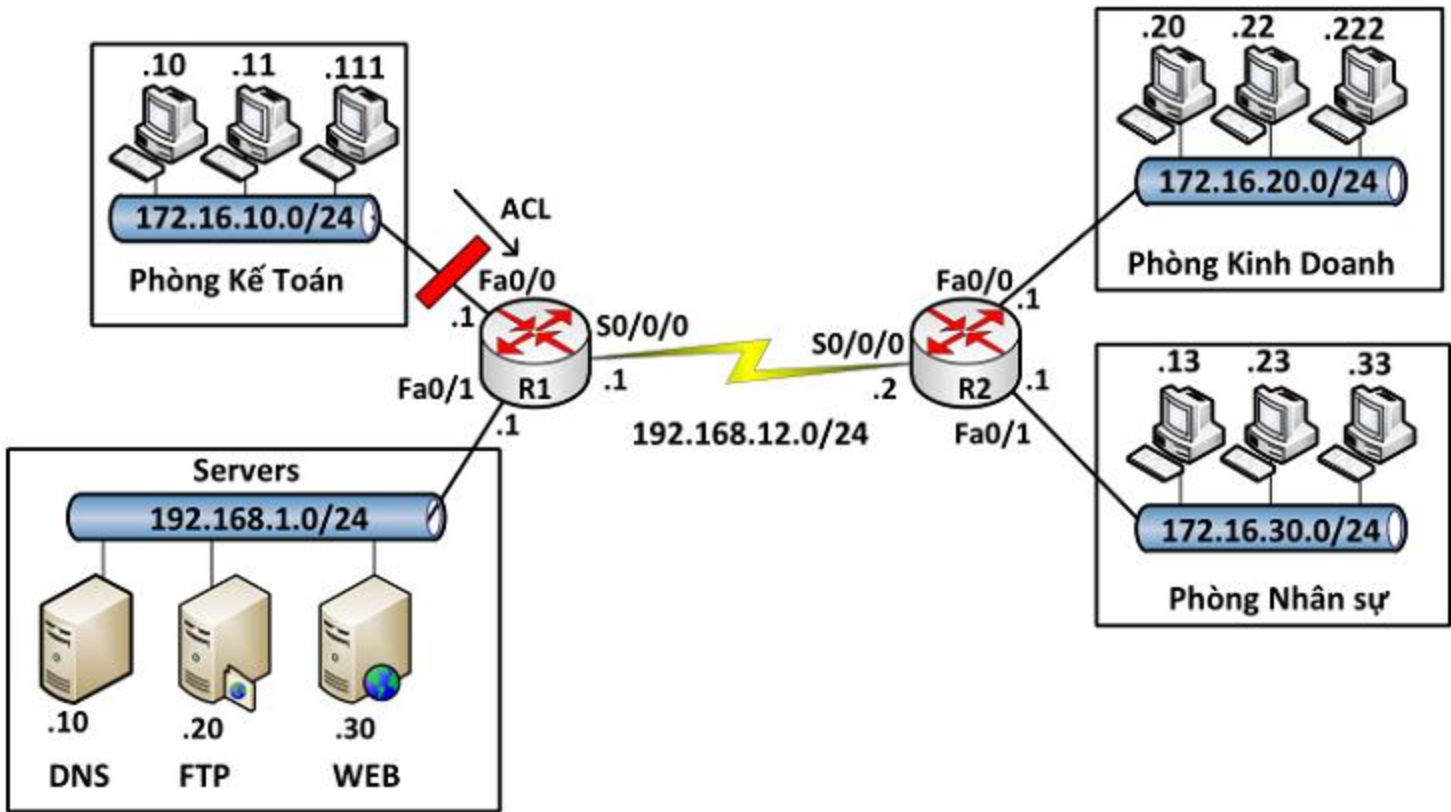 .10 .11 .111
172.16.10.0/24
Phòng Kế Toán
ACL
Fa0/0
.1
S0/0/0
Fa0/1
R1
.1
.1
192.168.12.0/24
S0/0/0
.2
R2
Fa0/0
.1
.1
Fa0/1
.20 .22 .222
172.16.20.0/24
Phòng Kinh Doanh
.13 .23 .33
172.16.30.0/24
Phòng Nhân sự
Servers
192.168.1.0/24
.10 .20 .30
DNS FTP WEB